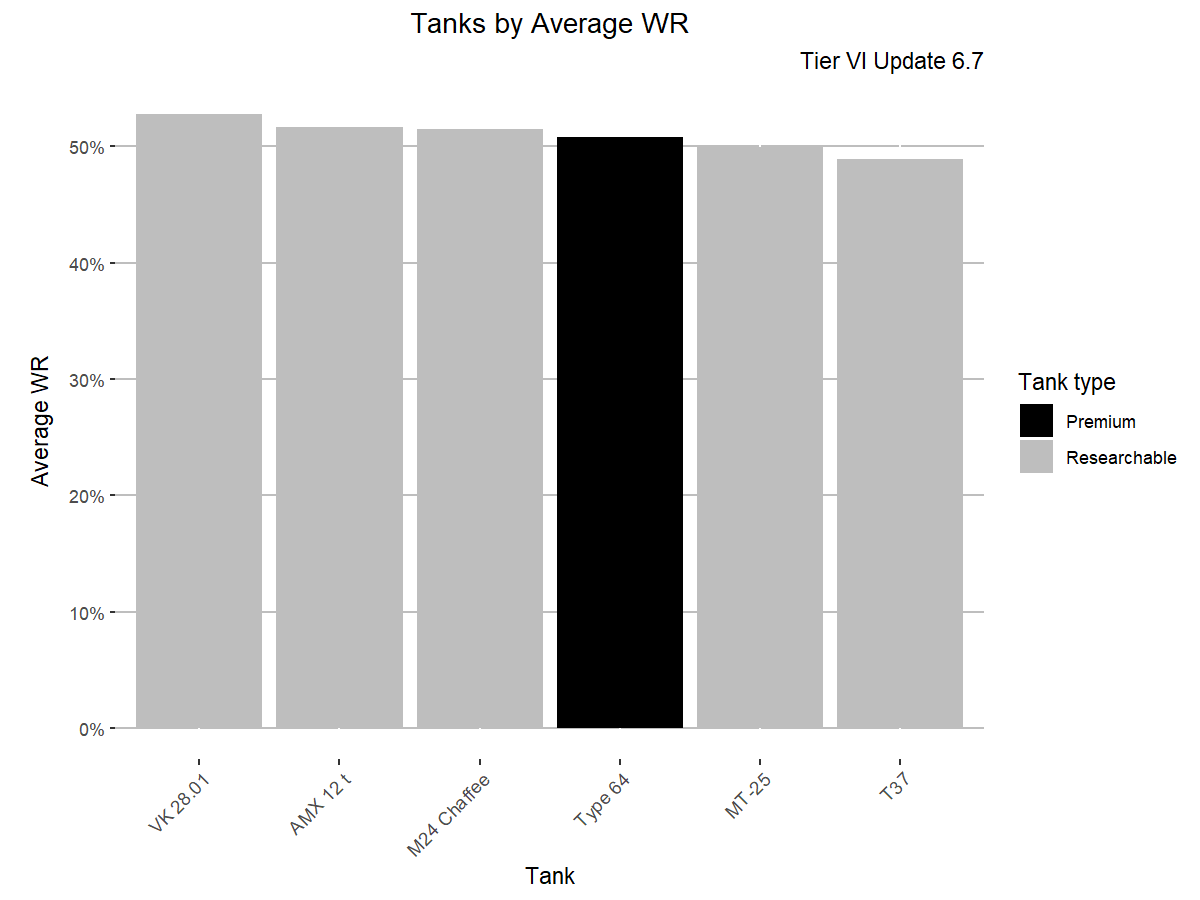 Tanks by Average WR
Tier VI Update 6.7
Average WR
50%
40%
30%
20%
10%
0%
VK 28.01
AMX 12 t
M24 Chaffee
Type 64
MT-25
T37
Tank
Tank type
Premium
Researchable